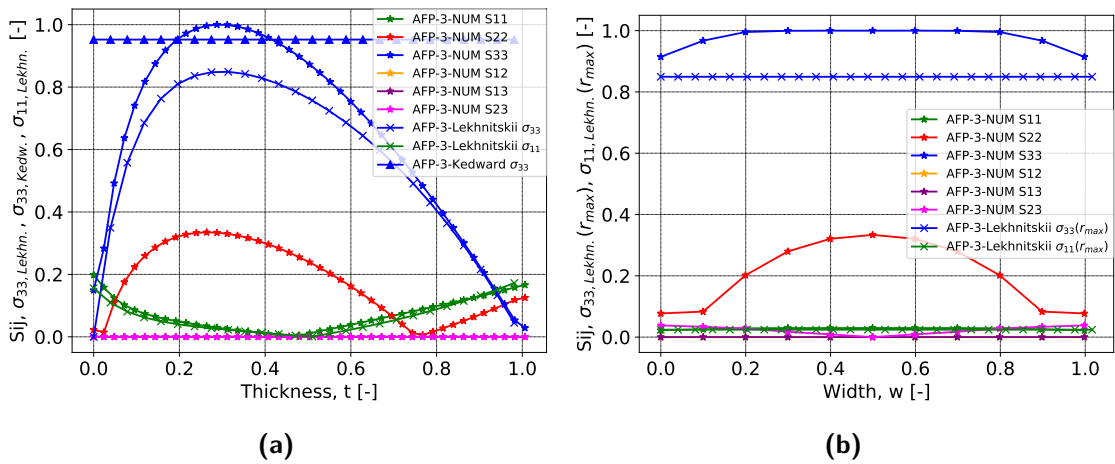 Sij, σ33,Lekhn., σ33,Kedw., σ11,Lekhn. [-]
1.0
0.8
0.6
0.4
0.2
0.0
0.0 0.2 0.4 0.6 0.8 1.0
Thickness, t [-]
AFP-3-NUM S11
AFP-3-NUM S22
AFP-3-NUM S33
AFP-3-NUM S12
AFP-3-NUM S13
AFP-3-NUM S23
AFP-3-Lekhnitskii σ33
AFP-3-Lekhnitskii σ11
AFP-3-Kedward σ33
(a)
Sij, σ33,Lekhn.(rmax), σ11,Lekhn.(rmax) [-]
1.0
0.8
0.6
0.4
0.2
0.0
0.0 0.2 0.4 0.6 0.8 1.0
Width, w [-]
AFP-3-NUM S11
AFP-3-NUM S22
AFP-3-NUM S33
AFP-3-NUM S12
AFP-3-NUM S13
AFP-3-NUM S23
AFP-3-Lekhnitskii σ33(rmax)
AFP-3-Lekhnitskii σ11(rmax)
(b)